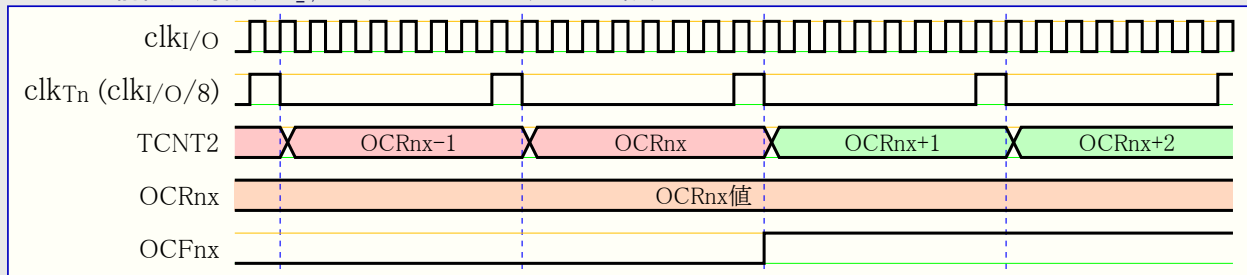 clkI/O
clkTn (clkI/O/8)
TCNT2 OCRnx-1 OCRnx OCRnx+1 OCRnx+2
OCRnx OCRnx値
OCFnx